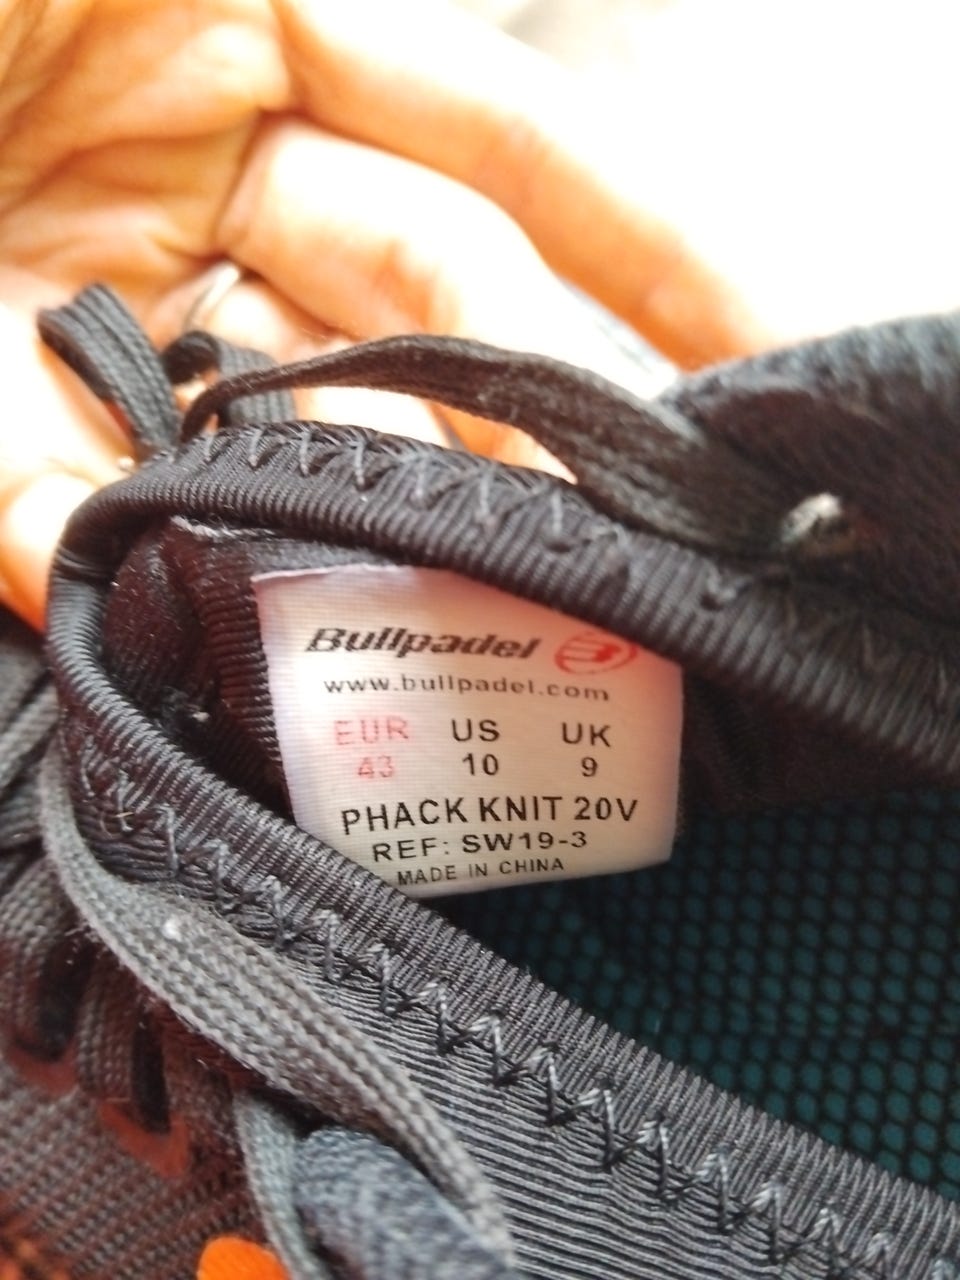 Bullpadel
www.bullpadel.com
EUR US UK
43 10 9
PHACK KNIT 20V
REF: SW19-3
MADE IN CHINA